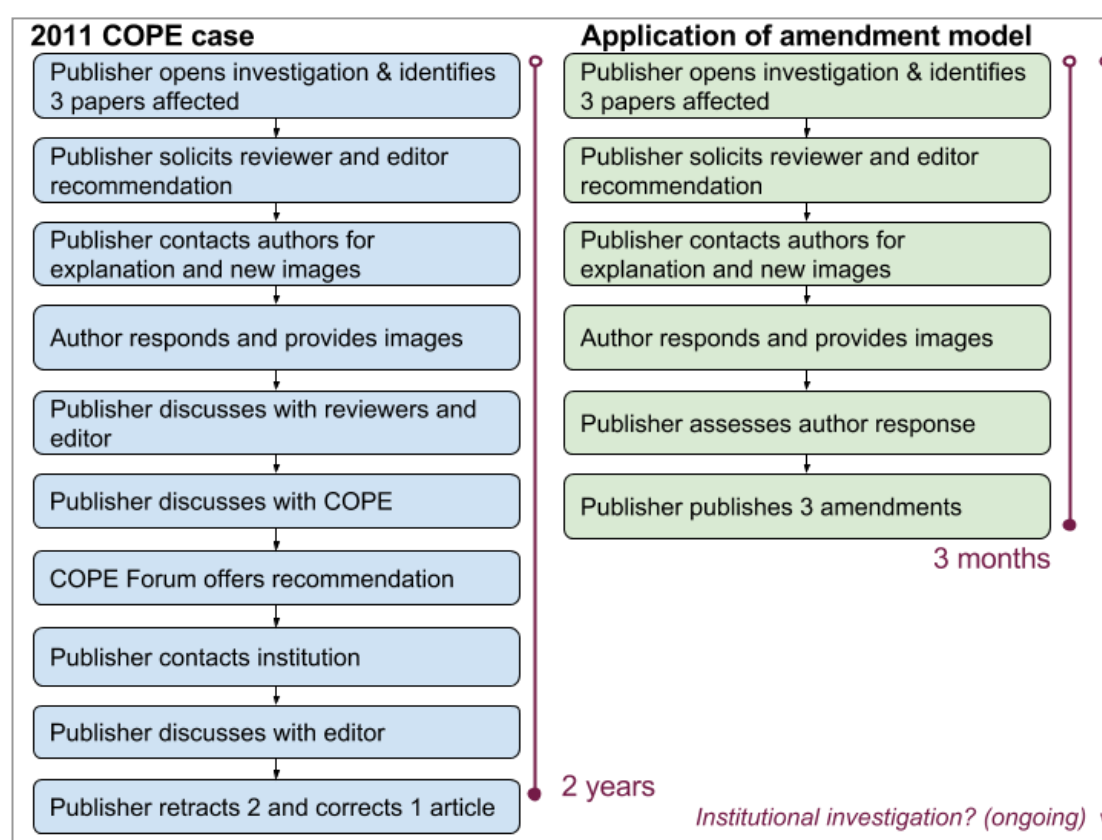 2011 COPE case
Publisher opens investigation & identifies
3 papers affected
Publisher solicits reviewer and editor
recommendation
Publisher contacts authors for
explanation and new images
Author responds and provides images
Publisher discusses with reviewers and
editor
Publisher discusses with COPE
COPE Forum offers recommendation
Publisher contacts institution
Publisher discusses with editor
Publisher retracts 2 and corrects 1 article
2 years
Application of amendment model
Publisher opens investigation & identifies
3 papers affected
Publisher solicits reviewer and editor
recommendation
Publisher contacts authors for
explanation and new images
Author responds and provides images
Publisher assesses author response
Publisher publishes 3 amendments
3 months
Institutional investigation? (ongoing)